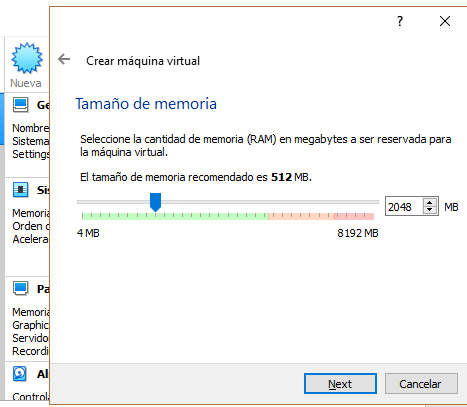 ?
Crear máquina virtual
Nueva
Tamaño de memoria
Ge
Nombre
Sistema
Settings
Seleccione la cantidad de memoria (RAM) en megabytes a ser reservada para
la máquina virtual.
El tamaño de memoria recomendado es 512 MB.
Sis
2048 MB
Memoria
Orden d
Acelera
4 MB 8192 MB
Pa
Memoria
Graphic
Servido
Recordi
Al
Controla
Next Cancelar